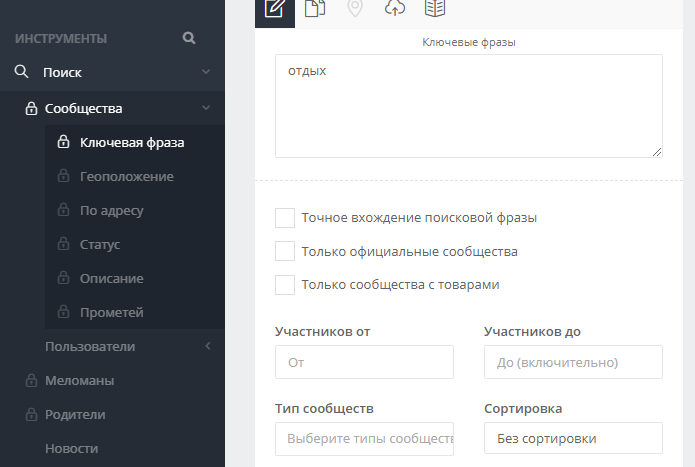 ИНСТРУМЕНТЫ
Поиск
Сообщества
Ключевая фраза
Геоположение
По адресу
Статус
Описание
Прометей
Пользователи
Меломаны
Родители
Новости
Ключевые фразы
отдых
Точное вхождение поисковой фразы
Только официальные сообщества
Только сообщества с товарами
Участников от
Участников до
От
До (включительно)
Тип сообществ
Сортировка
Выберите типы сообществ
Без сортировки